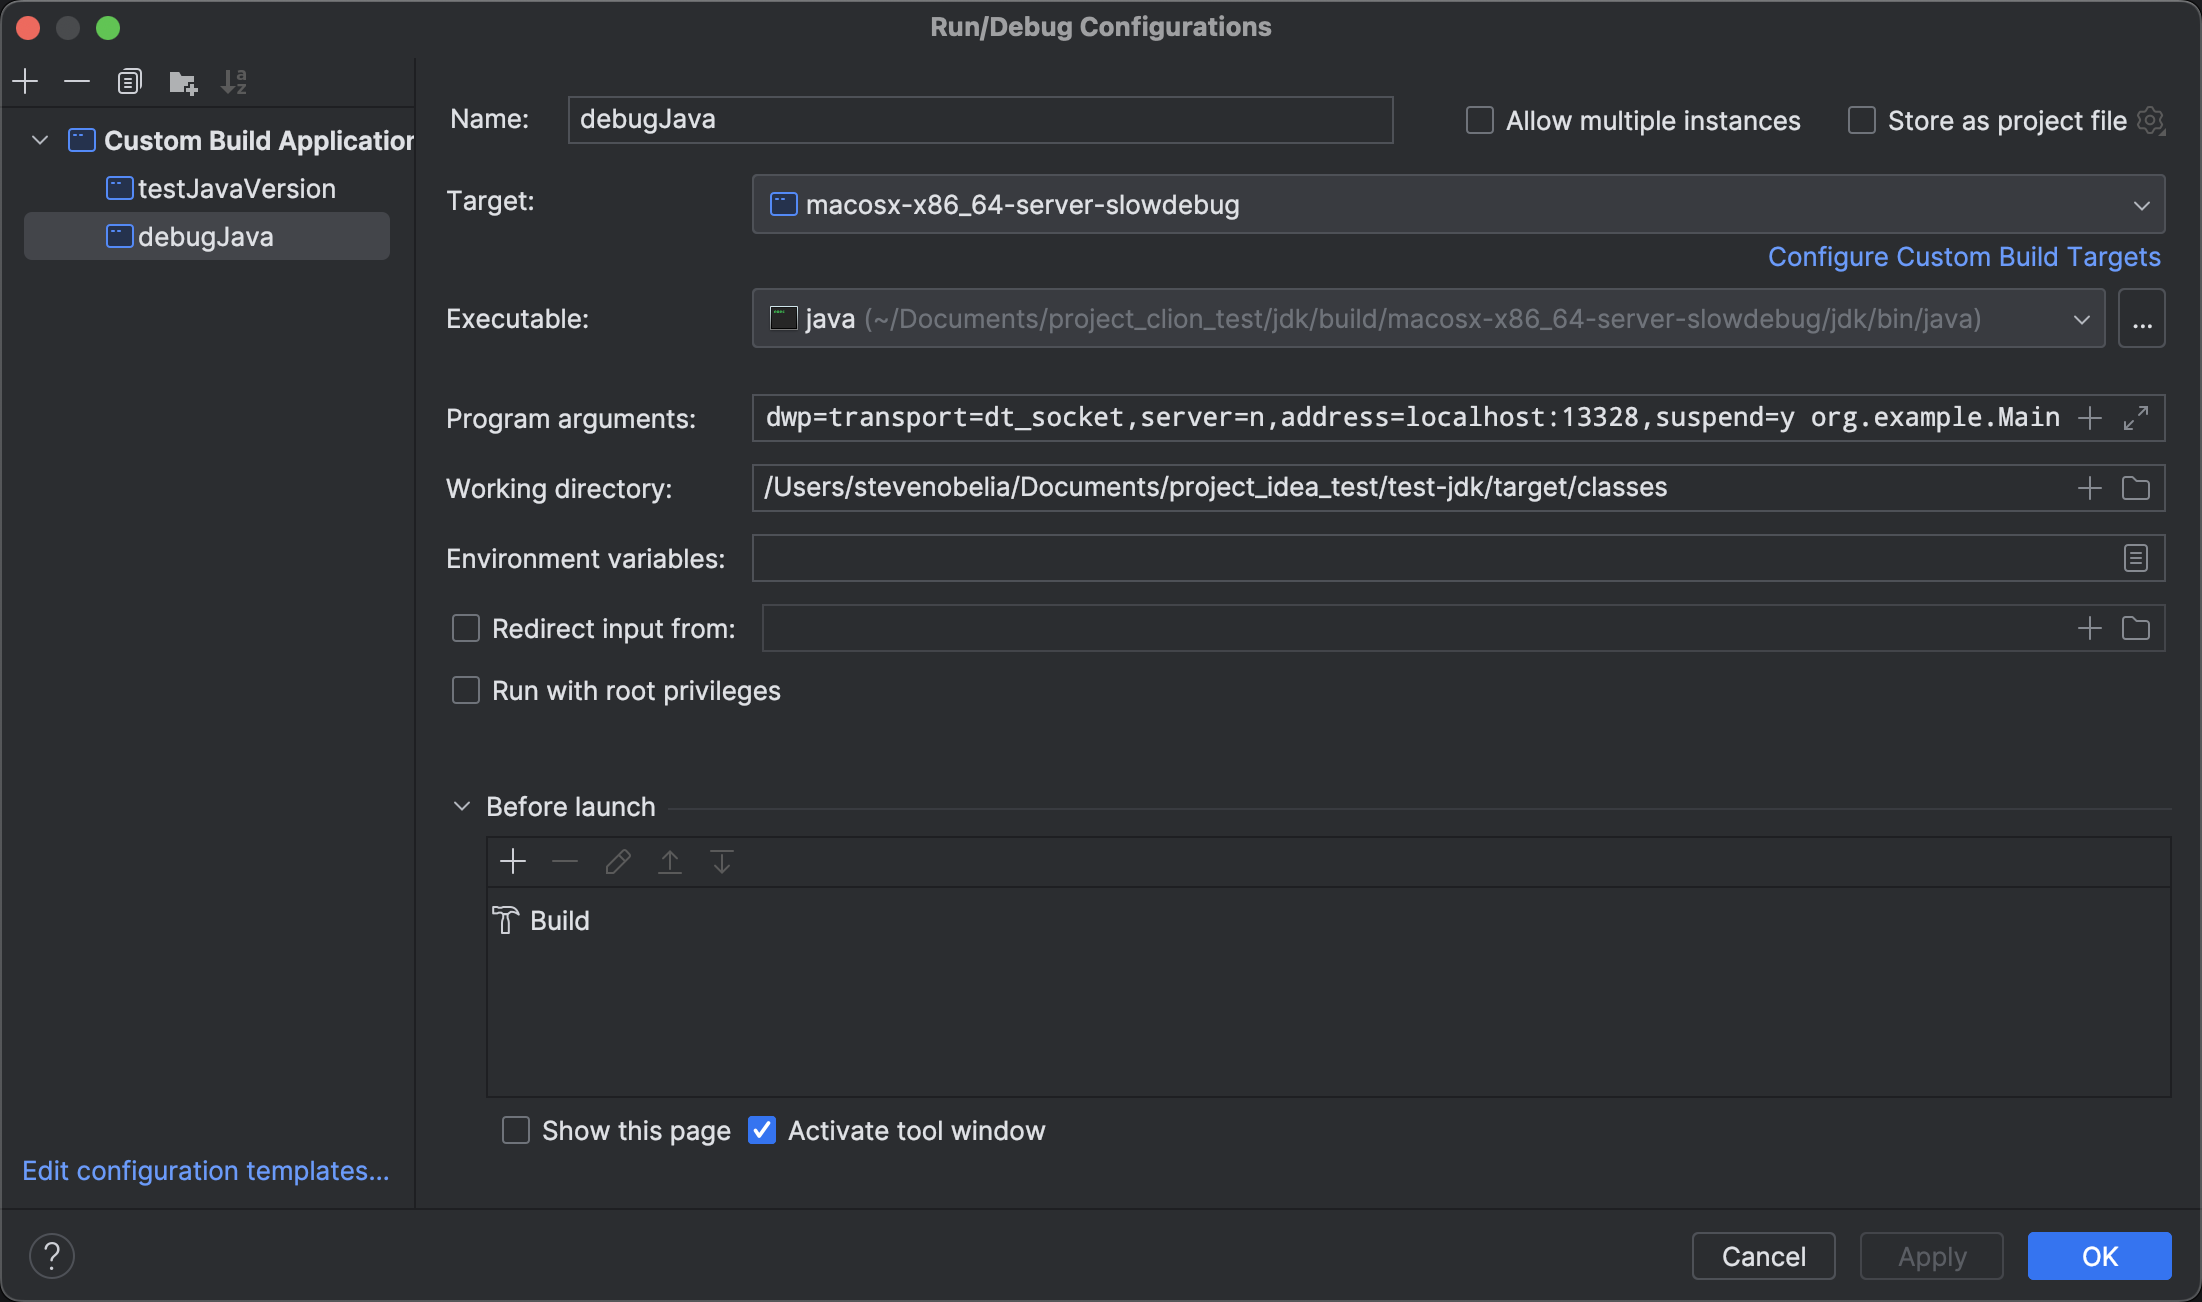 Run/Debug Configurations
Custom Build Application
testJavaVersion
debugJava
Edit configuration templates...
Name: debugJava
Allow multiple instances
Store as project file
Target: macosx-x86_64-server-slowdebug
Configure Custom Build Targets
Executable: java (~/Documents/project_clion_test/jdk/build/macosx-x86_64-server-slowdebug/jdk/bin/java)
...
Program arguments: dwp=transport=dt_socket,server=n,address=localhost:13328,suspend=y org.example.Main
Working directory: /Users/stevenobelia/Documents/project_idea_test/test-jdk/target/classes
Environment variables:
Redirect input from:
Run with root privileges
Before launch
Build
Show this page
Activate tool window
?
Cancel
Apply
OK